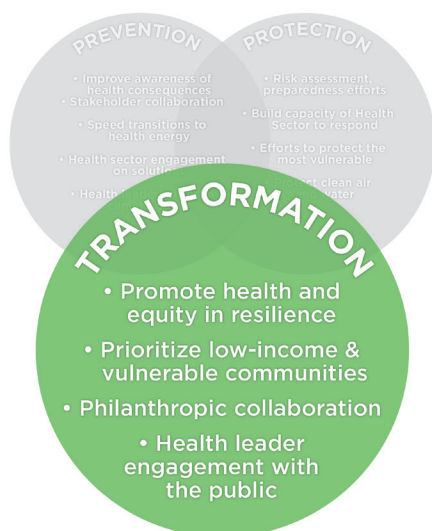 PREVENTION
• Improve awareness of
health consequences
• Stakeholder collaboration
• Speed transitions to
health energy
• Health sector engagement
on
• Health
PROTECTION
• Risk assessment,
preparedness efforts
• Build capacity of Health
Sector to respond
• Efforts to protect the
most vulnerable
clean air
water
TRANSFORMATION
• Promote health and
equity in resilience
• Prioritize low-income &
vulnerable communities
• Philanthropic collaboration
• Health leader
engagement with
the public